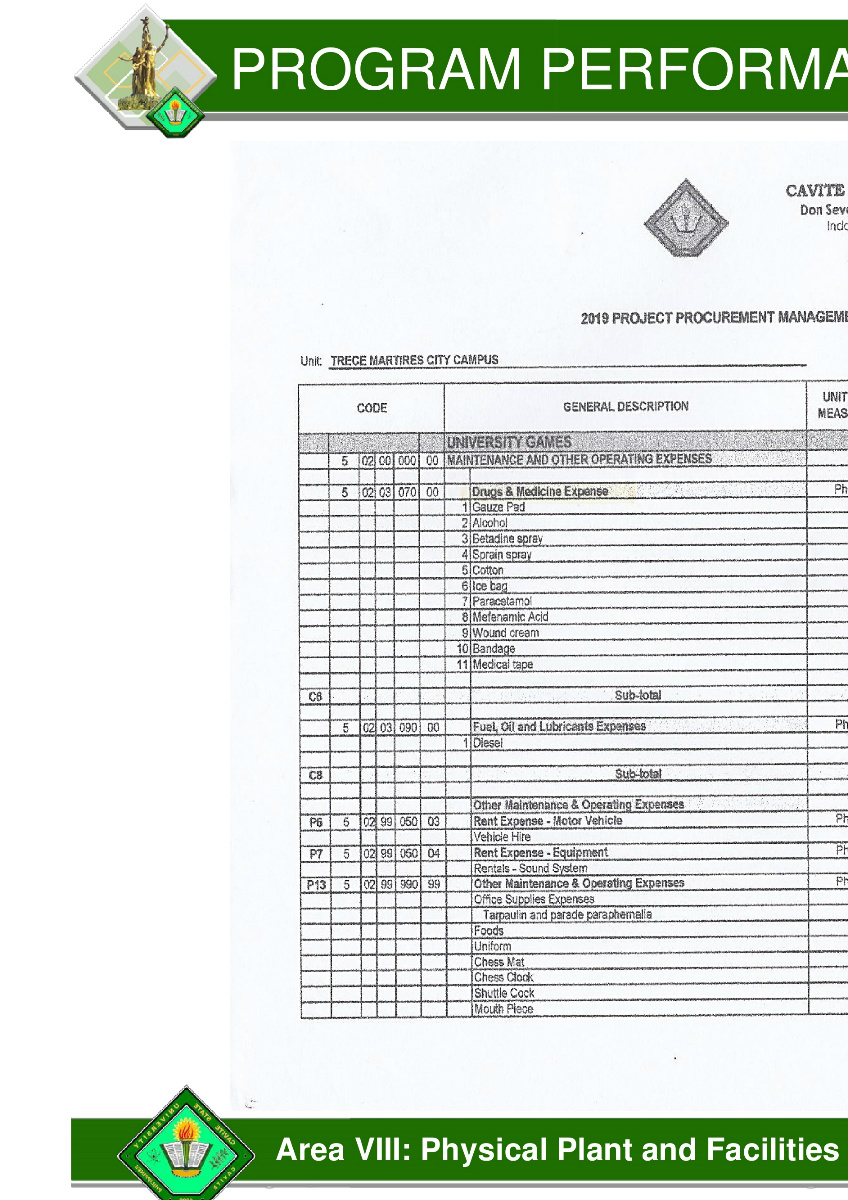 PROGRAM PERFORMA
CAVITE
Don Seve
Indo
2019 PROJECT PROCUREMENT MANAGEME
Unit: TRECE MARTIRES CITY CAMPUS
CODE GENERAL DESCRIPTION UNIT
MEAS
UNIVERSITY GAMES
5 02 00 000 00 MAINTENANCE AND OTHER OPERATING EXPENSES
5 02 03 070 00 Drugs & Medicine Expense Ph
1 Gauze Pad
2 Alcohol
3 Betadine spray
4 Sprain spray
5 Cotton
6 Ice bag
7 Paracetamol
8 Mefenamic Acid
9 Wound cream
10 Bandage
11 Medical tape
C6 Sub-total
5 02 03 090 00 Fuel, Oil and Lubricants Expenses Ph
1 Diesel
C8 Sub-total
Other Maintenance & Operating Expenses
P6 5 02 99 050 03 Rent Expense - Motor Vehicle Ph
Vehicle Hire
P7 5 02 99 050 04 Rent Expense - Equipment Ph
Rentals - Sound System
P13 5 02 99 990 99 Other Maintenance & Operating Expenses Ph
Office Supplies Expenses
Tarpaulin and parade paraphernalia
Foods
Uniform
Chess Mat
Chess Clock
Shuttle Cock
Mouth Piece
Area VIII: Physical Plant and Facilities